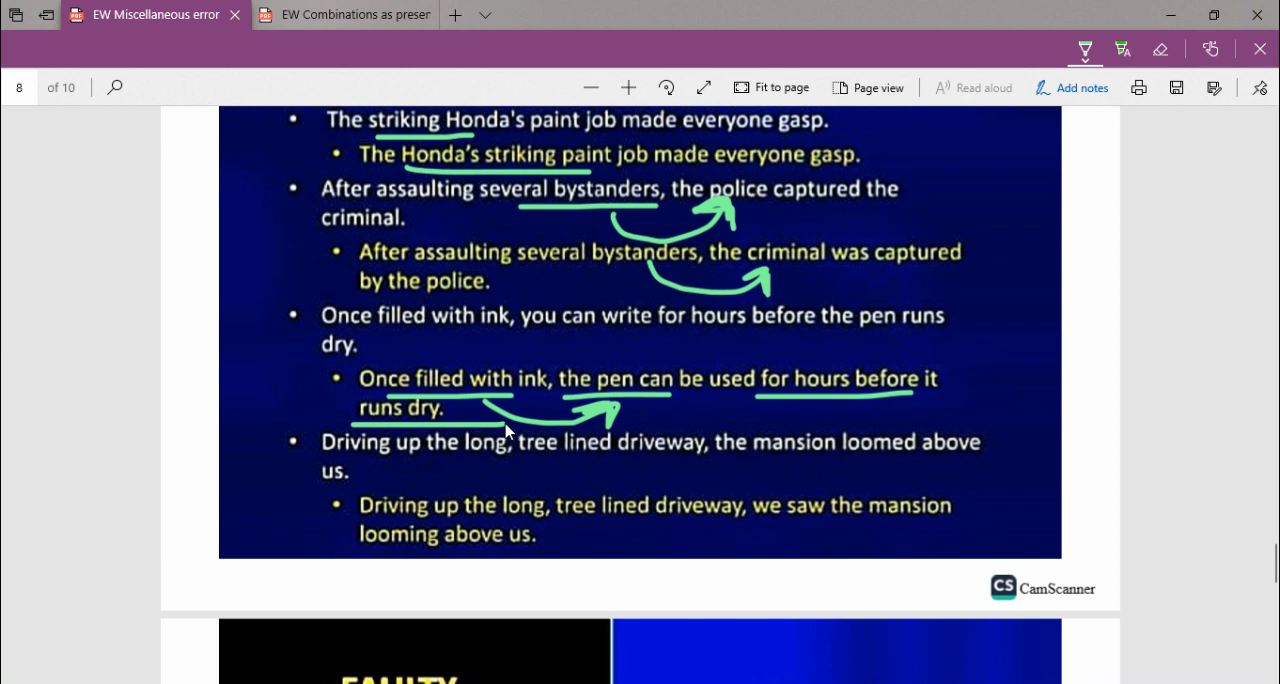 EW Miscellaneous error
EW Combinations as presen
8 of 10
Fit to page
Page view
Read aloud
Add notes
• The striking Honda's paint job made everyone gasp.
• The Honda's striking paint job made everyone gasp.
• After assaulting several bystanders, the police captured the
criminal.
• After assaulting several bystanders, the criminal was captured
by the police.
• Once filled with ink, you can write for hours before the pen runs
dry.
• Once filled with ink, the pen can be used for hours before it
runs dry.
• Driving up the long, tree lined driveway, the mansion loomed above
us.
• Driving up the long, tree lined driveway, we saw the mansion
looming above us.
CS CamScanner
FAULTY